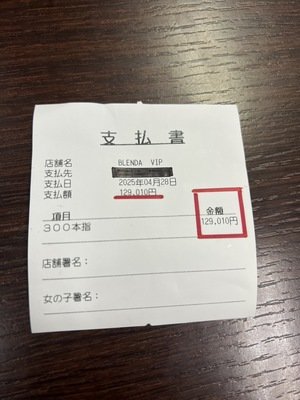 支払書
店舗名 BLENDA VIP
支払先
支払日 2025年04月28日
支払額 129,010円
項目 金額
300本指 129,010円
店舗署名：
女の子署名：